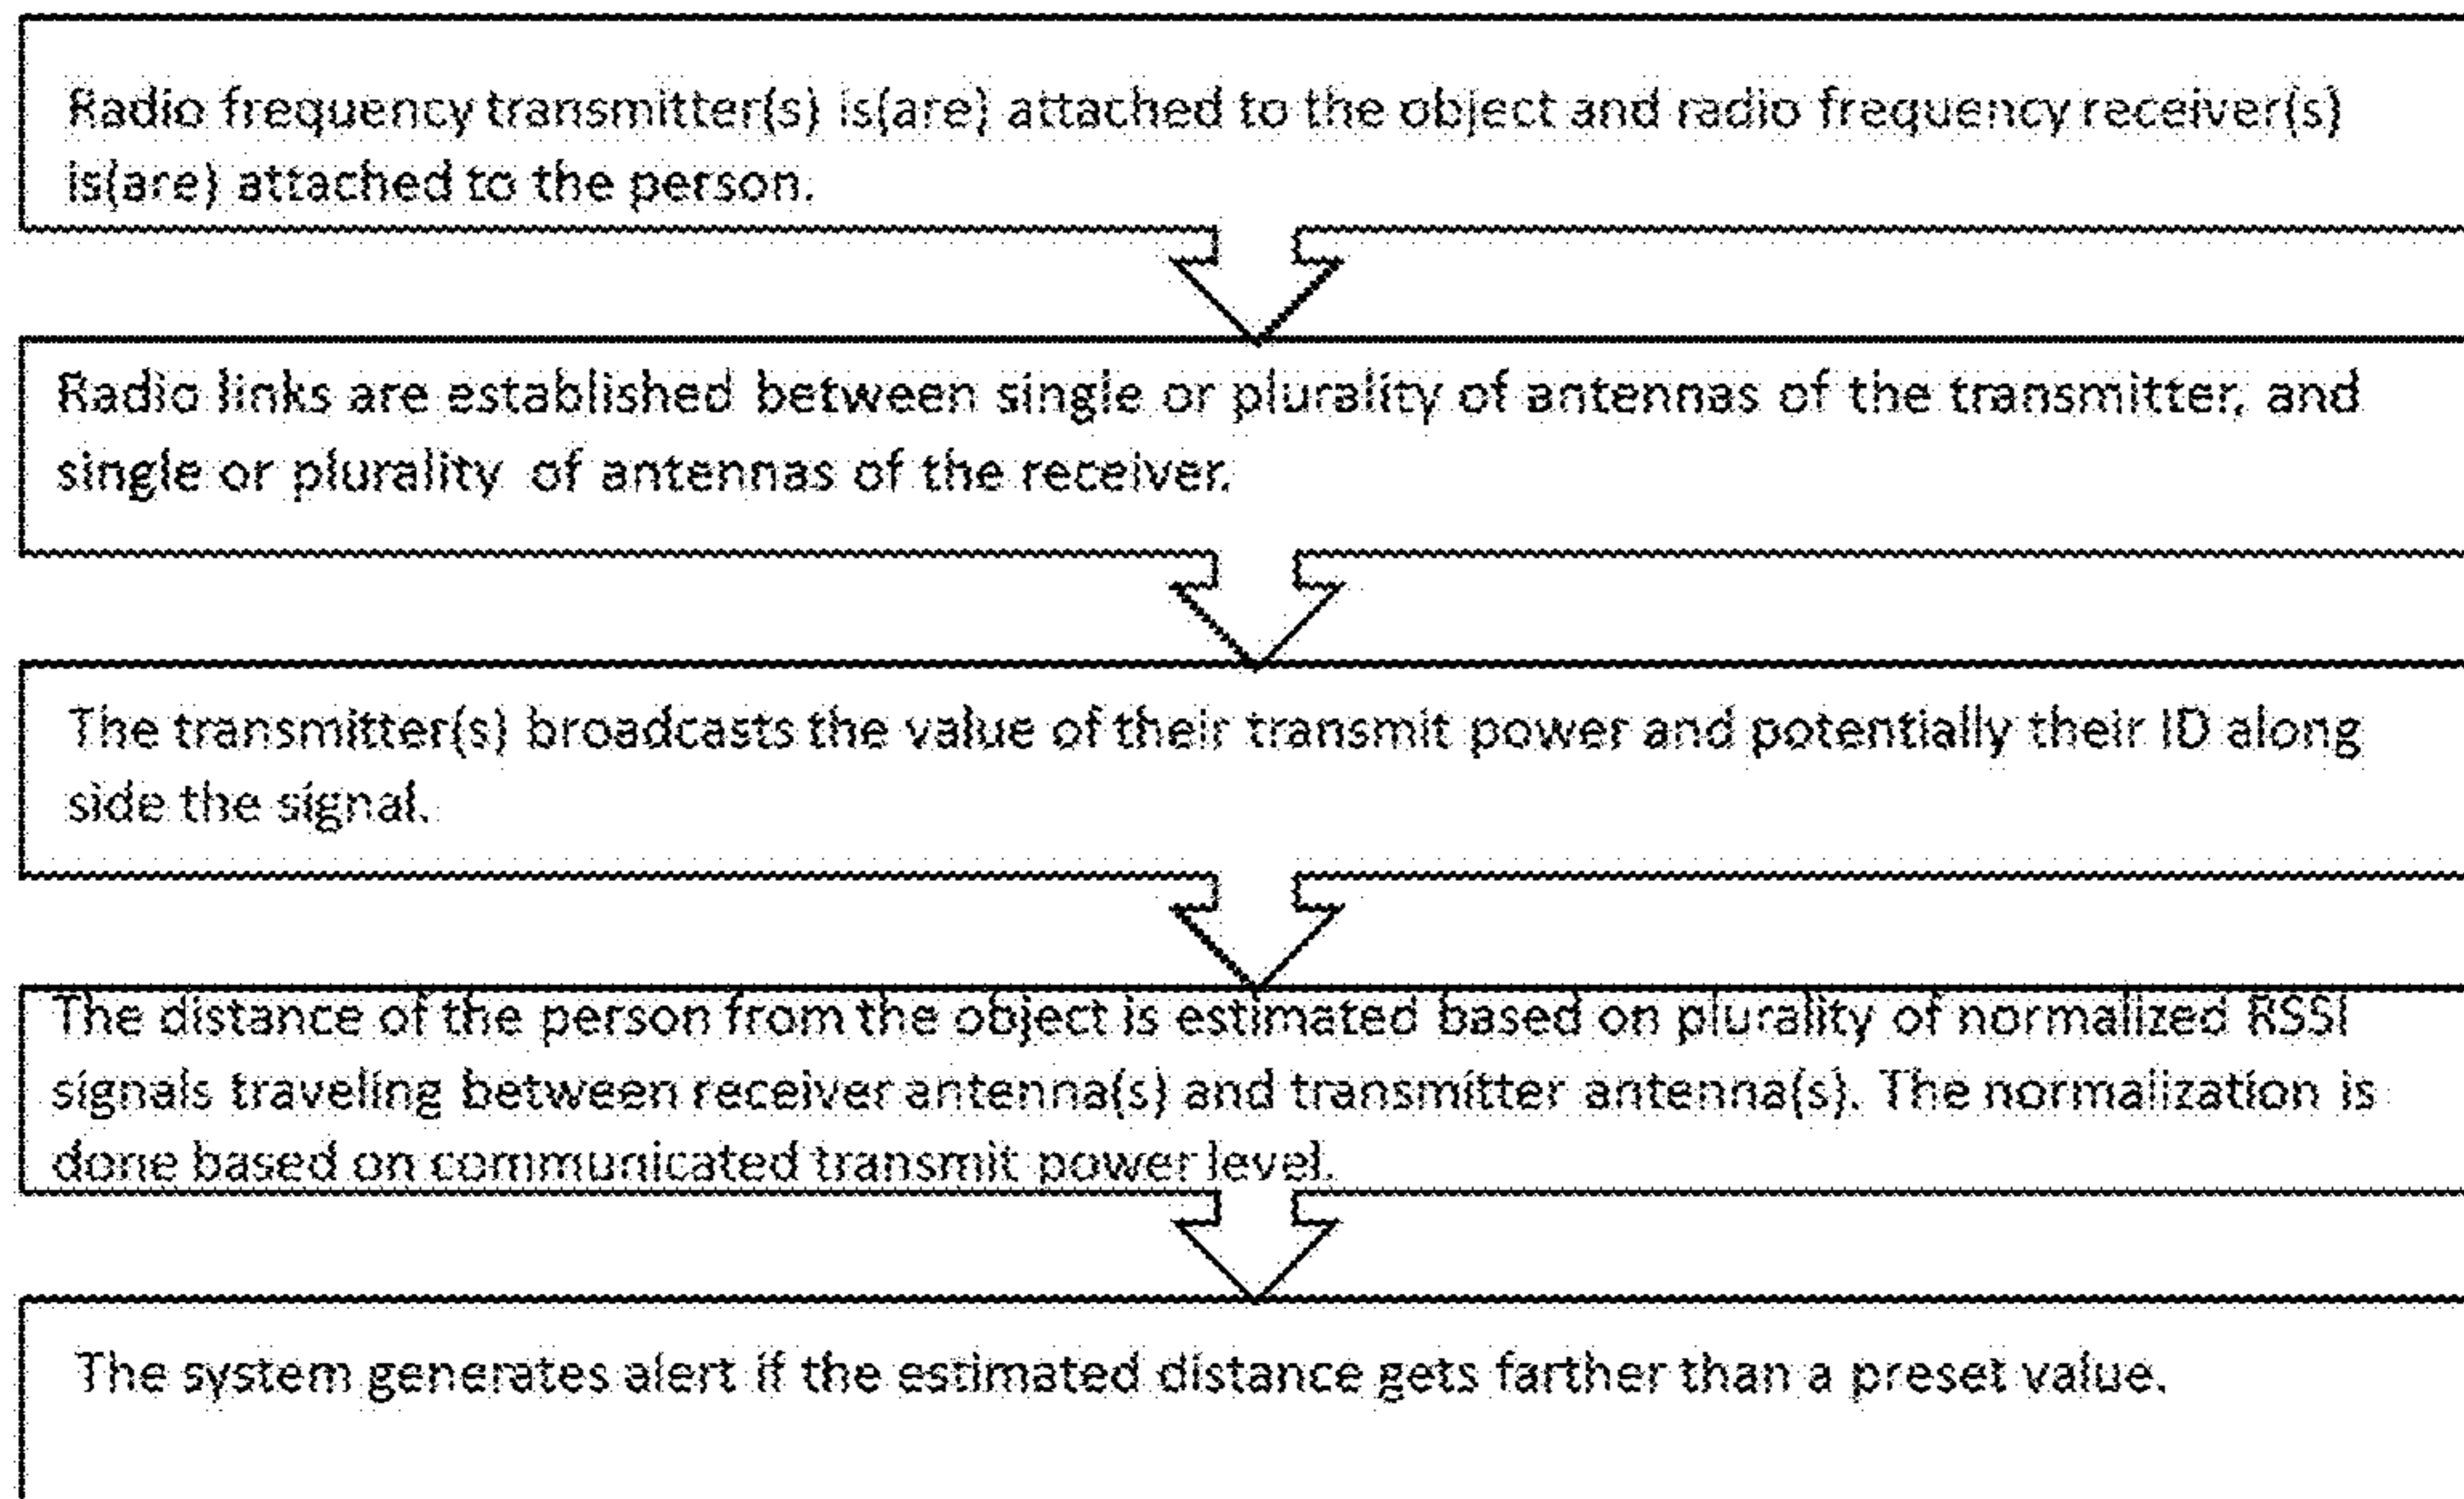 Radio frequency transmitter(s) is(are) attached to the object and radio frequency receiver(s)
is(are) attached to the person.
Radio links are established between single or plurality of antennas of the transmitter, and
single or plurality of antennas of the receiver.
The transmitter(s) broadcasts the value of their transmit power and potentially their ID along
side the signal.
The distance of the person from the object is estimated based on plurality of normalized RSSI
signals traveling between receiver antenna(s) and transmitter antenna(s). The normalization is
done based on communicated transmit power level.
The system generates alert if the estimated distance gets farther than a preset value.